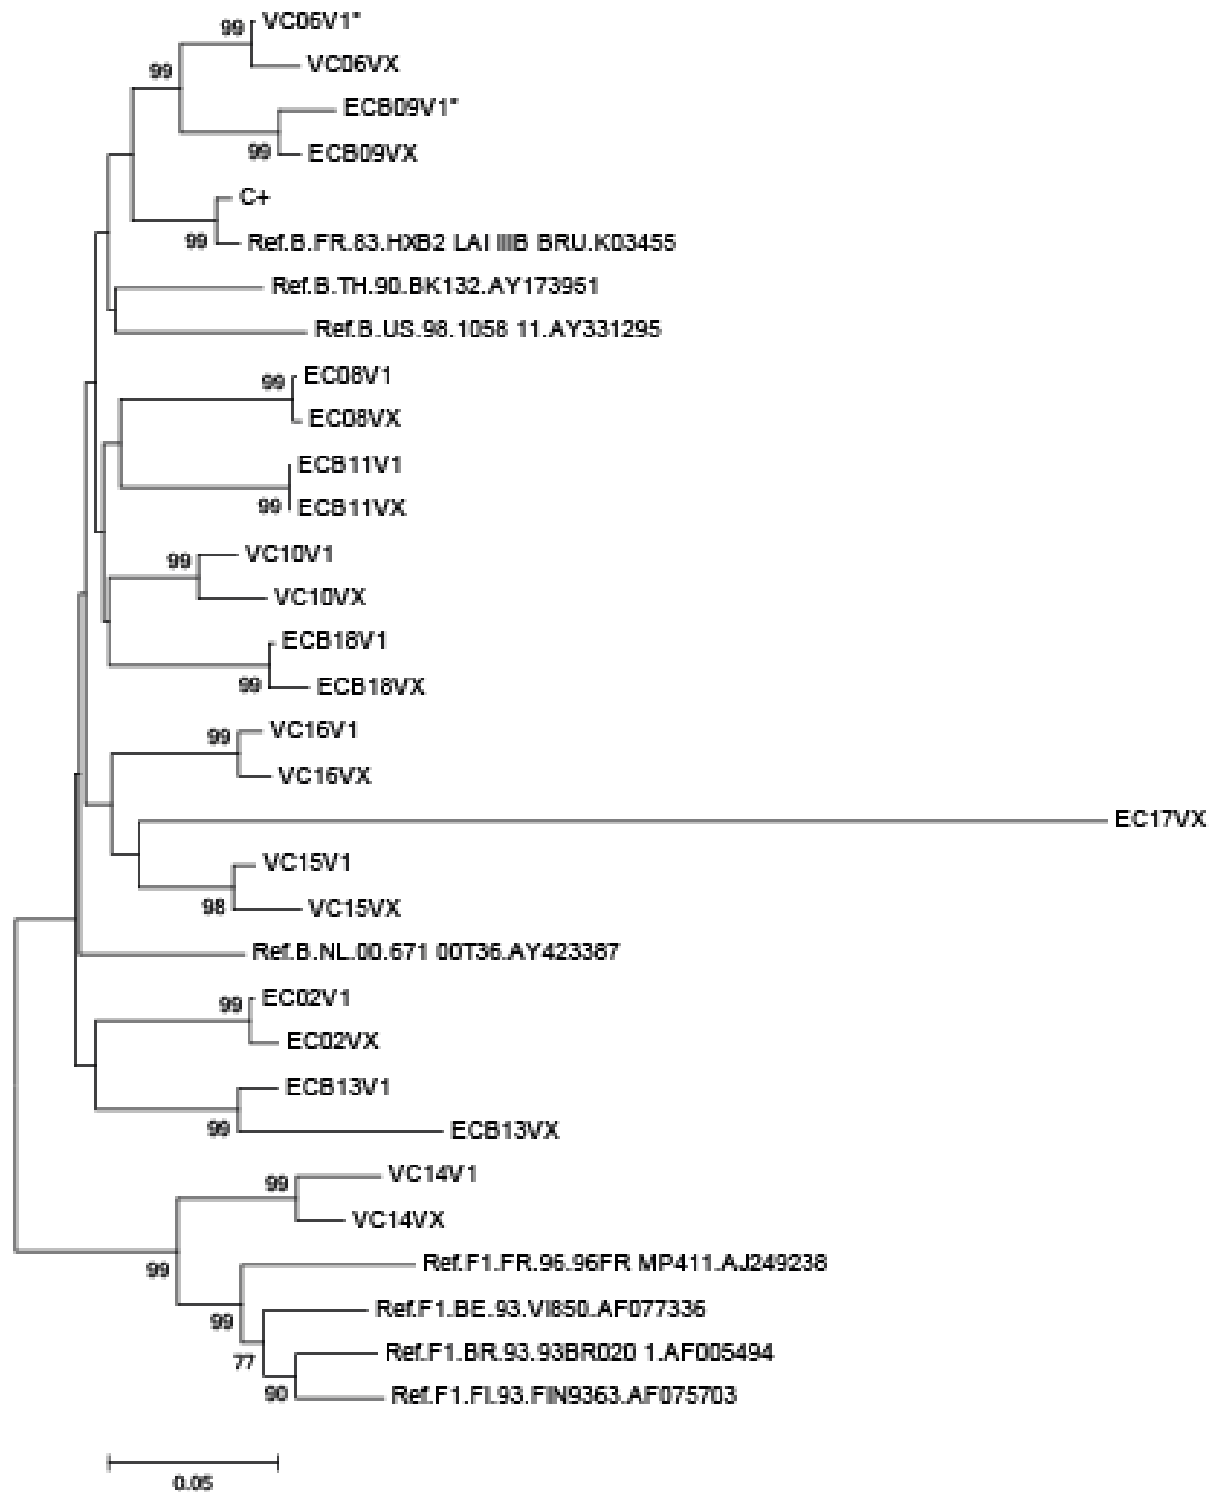 99 VC06V1*
VC06VX
99
ECB09V1*
99 ECB09VX
C+
99 Ref.B.FR.83.HXB2 LAI IIIB BRU.K03455
Ref.B.TH.90.BK132.AY173951
Ref.B.US.98.1058 11.AY331295
99 EC08V1
EC08VX
ECB11V1
99 ECB11VX
99 VC10V1
VC10VX
ECB18V1
99 ECB18VX
99 VC16V1
VC16VX
EC17VX
VC15V1
98 VC15VX
Ref.B.NL.00.671 00T36.AY423387
99 EC02V1
EC02VX
ECB13V1
99 ECB13VX
99 VC14V1
VC14VX
99 Ref.F1.FR.96.96FR MP411.AJ249238
99 Ref.F1.BE.93.VI850.AF077336
77 Ref.F1.BR.93.93BR020 1.AF005494
90 Ref.F1.FI.93.FIN9363.AF075703
0.05